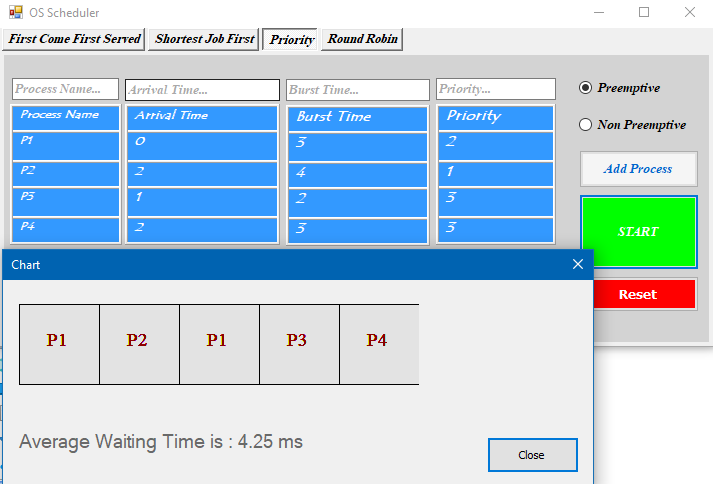 OS Scheduler
First Come First Served Shortest Job First Priority Round Robin
Process Name... Arrival Time... Burst Time... Priority... Preemptive
Process Name Arrival Time Burst Time Priority
P1 0 3 2 Non Preemptive
P2 2 4 1 Add Process
P3 1 2 3
P4 2 3 3 START
Chart
Reset
P1 P2 P1 P3 P4
Average Waiting Time is : 4.25 ms
Close